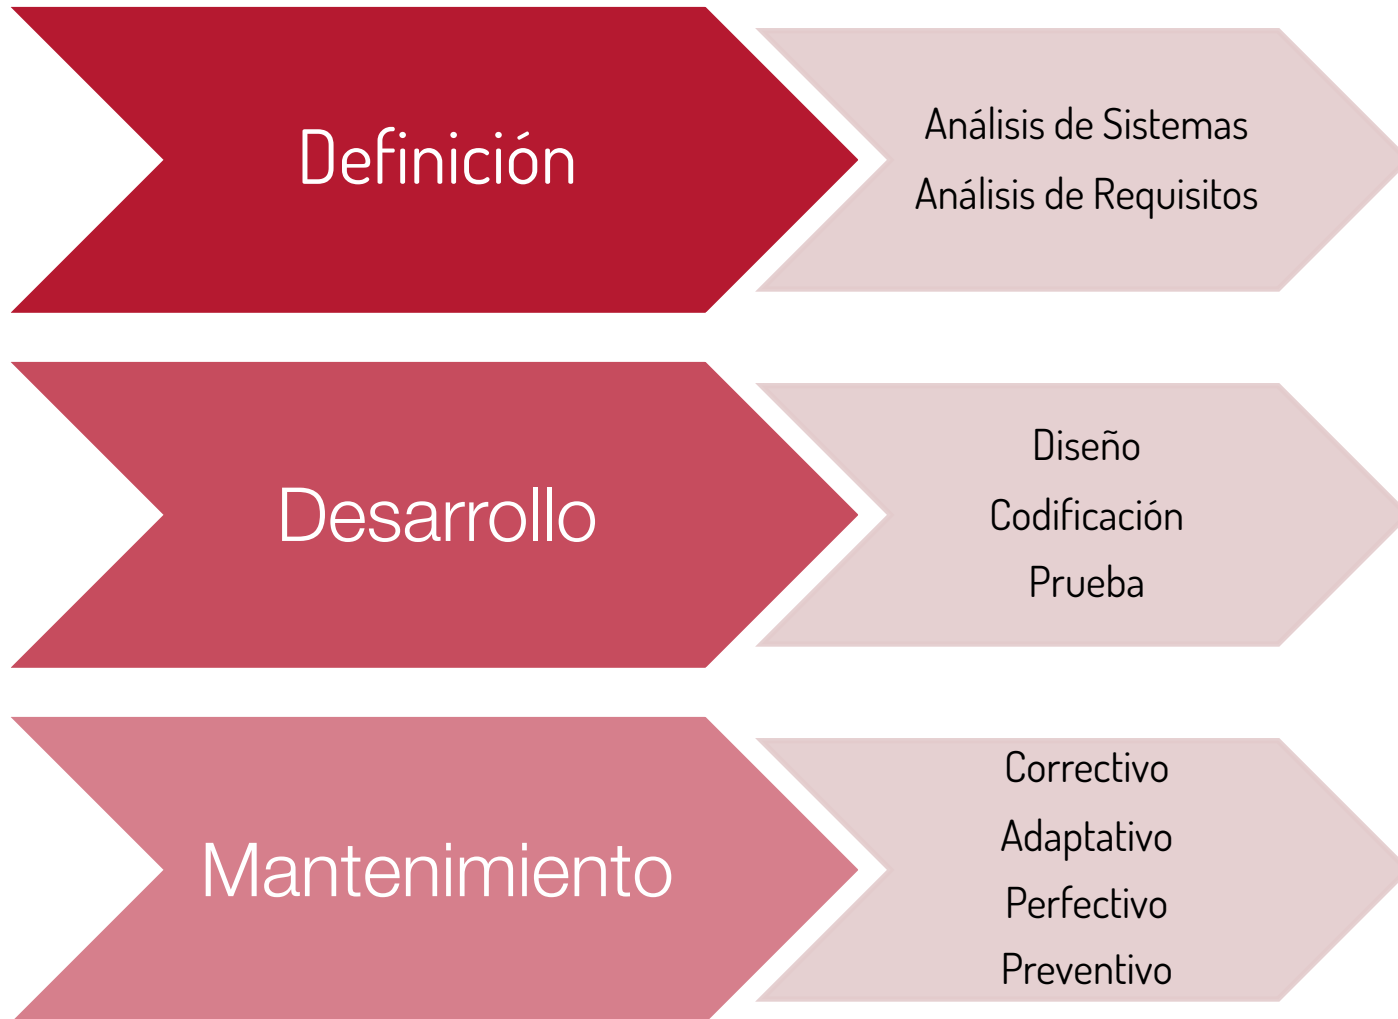 Definición
Análisis de Sistemas
Análisis de Requisitos
Desarrollo
Diseño
Codificación
Prueba
Mantenimiento
Correctivo
Adaptativo
Perfectivo
Preventivo